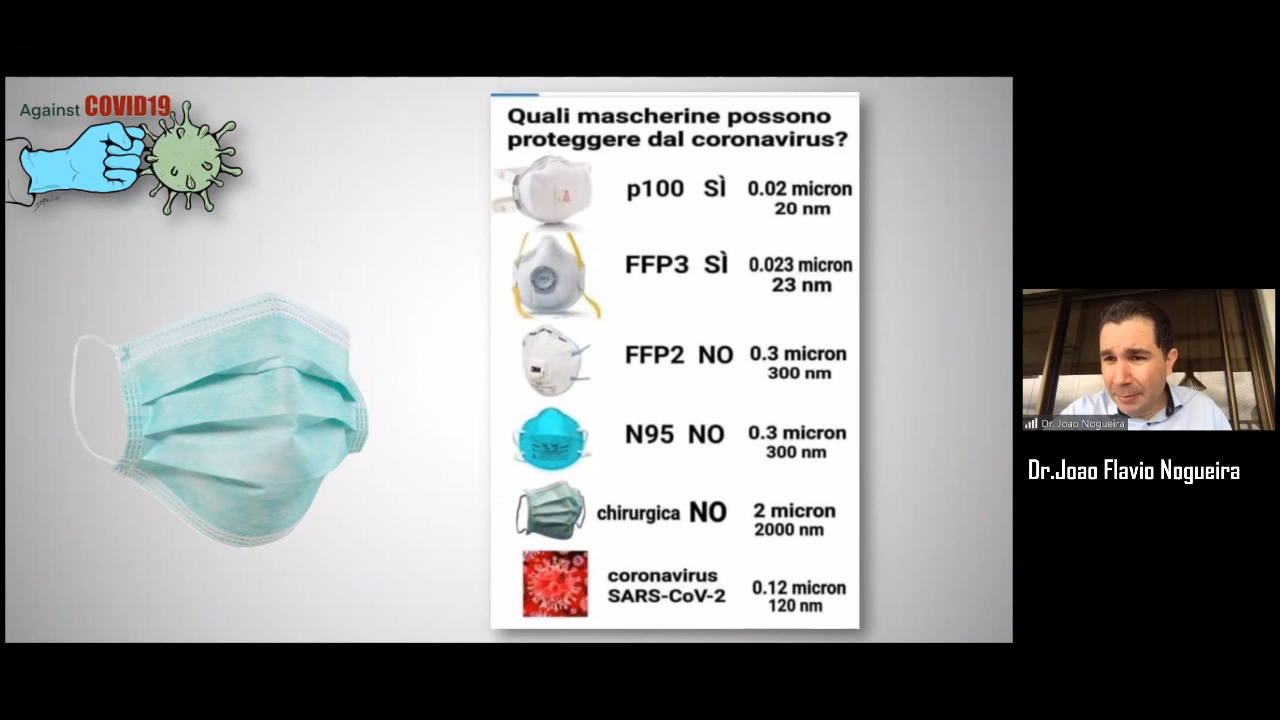 Against COVID19
Quali mascherine possono
proteggere dal coronavirus?
p100 SÌ 0.02 micron
20 nm
FFP3 SÌ 0.023 micron
23 nm
FFP2 NO 0.3 micron
300 nm
N95 NO 0.3 micron
300 nm
chirurgica NO 2 micron
2000 nm
coronavirus
SARS-CoV-2
0.12 micron
120 nm
Dr. Joao Nogueira
Dr.Joao Flavio Nogueira